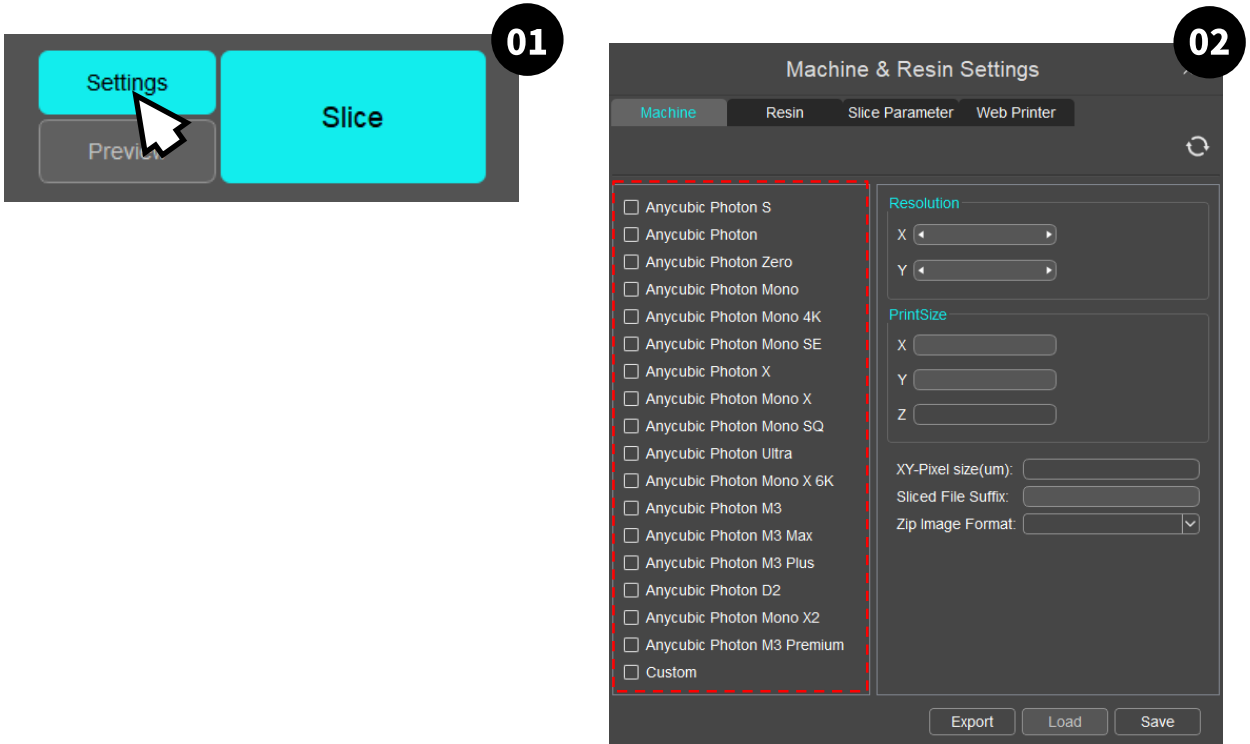 01
Settings
Slice
Preview
02
Machine & Resin Settings
Machine
Resin
Slice Parameter
Web Printer
Anycubic Photon S
Anycubic Photon
Anycubic Photon Zero
Anycubic Photon Mono
Anycubic Photon Mono 4K
Anycubic Photon Mono SE
Anycubic Photon X
Anycubic Photon Mono X
Anycubic Photon Mono SQ
Anycubic Photon Ultra
Anycubic Photon Mono X 6K
Anycubic Photon M3
Anycubic Photon M3 Max
Anycubic Photon M3 Plus
Anycubic Photon D2
Anycubic Photon Mono X2
Anycubic Photon M3 Premium
Custom
Resolution
X
Y
PrintSize
X
Y
Z
XY-Pixel size(um):
Sliced File Suffix:
Zip Image Format:
Export
Load
Save